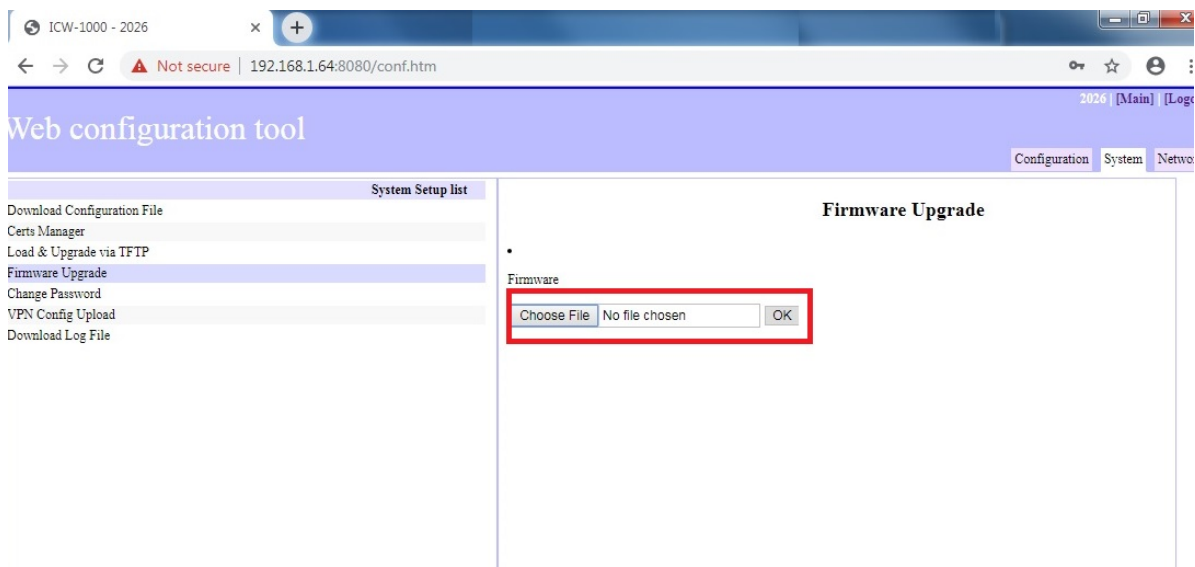 ICW-1000 - 2026
Not secure | 192.168.1.64:8080/conf.htm
2026 | [Main] | [Logo
Web configuration tool
Configuration System Networ
System Setup list
Download Configuration File
Certs Manager
Load & Upgrade via TFTP
Firmware Upgrade
Change Password
VPN Config Upload
Download Log File
Firmware Upgrade
Firmware
Choose File No file chosen OK